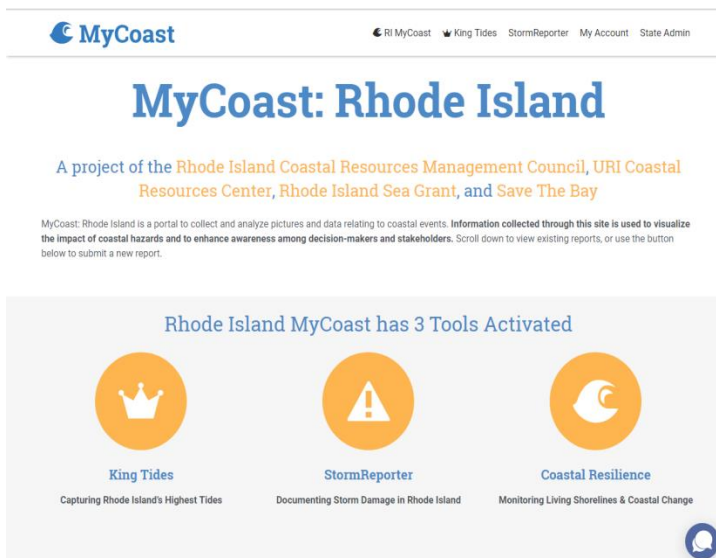 MyCoast
RI MyCoast King Tides StormReporter My Account State Admin
MyCoast: Rhode Island
A project of the Rhode Island Coastal Resources Management Council, URI Coastal
Resources Center, Rhode Island Sea Grant, and Save The Bay
MyCoast: Rhode Island is a portal to collect and analyze pictures and data relating to coastal events. Information collected through this site is used to visualize
the impact of coastal hazards and to enhance awareness among decision-makers and stakeholders. Scroll down to view existing reports, or use the button
below to submit a new report.
Rhode Island MyCoast has 3 Tools Activated
King Tides
Capturing Rhode Island's Highest Tides
StormReporter
Documenting Storm Damage in Rhode Island
Coastal Resilience
Monitoring Living Shorelines & Coastal Change